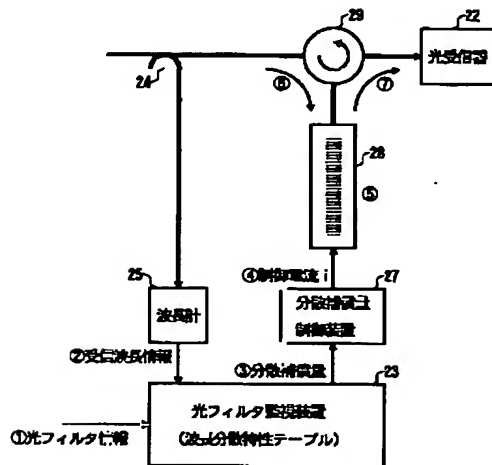 29
22
光受信器
24
⑥
⑦
28
⑤
④制御電流 i
25
27
波長計
分散補償量
制御装置
②受信波長情報
③分散補償量
23
光フィルタ監視装置
(波長分散特性テーブル)
①光フィルタ情報